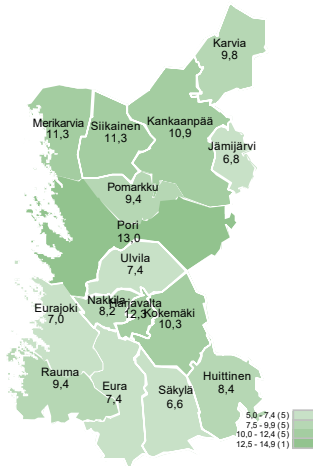 Karvia
9,8
Merikarvia
11,3
Siikainen
11,3
Kankaanpää
10,9
Jämijärvi
6,8
Pomarkku
9,4
Pori
13,0
Ulvila
7,4
Nakkila
8,2
Harjavalta
12,3
Kokemäki
10,3
Eurajoki
7,0
Rauma
9,4
Eura
7,4
Säkylä
6,6
Huittinen
8,4
5,0 - 7,4 (5)
7,5 - 9,9 (5)
10,0 - 12,4 (5)
12,5 - 14,9 (1)